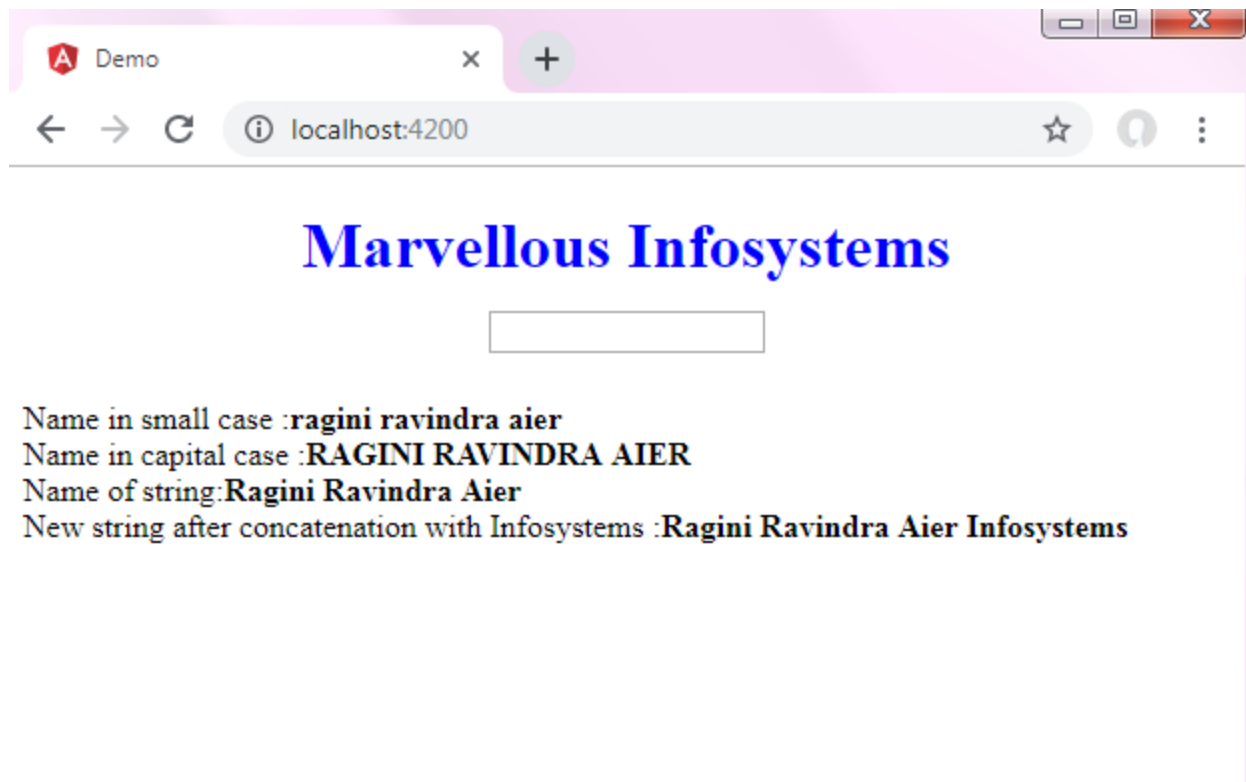 Demo
localhost:4200
Marvellous Infosystems
Name in small case :ragini ravindra aier
Name in capital case :RAGINI RAVINDRA AIER
Name of string:Ragini Ravindra Aier
New string after concatenation with Infosystems :Ragini Ravindra Aier Infosystems